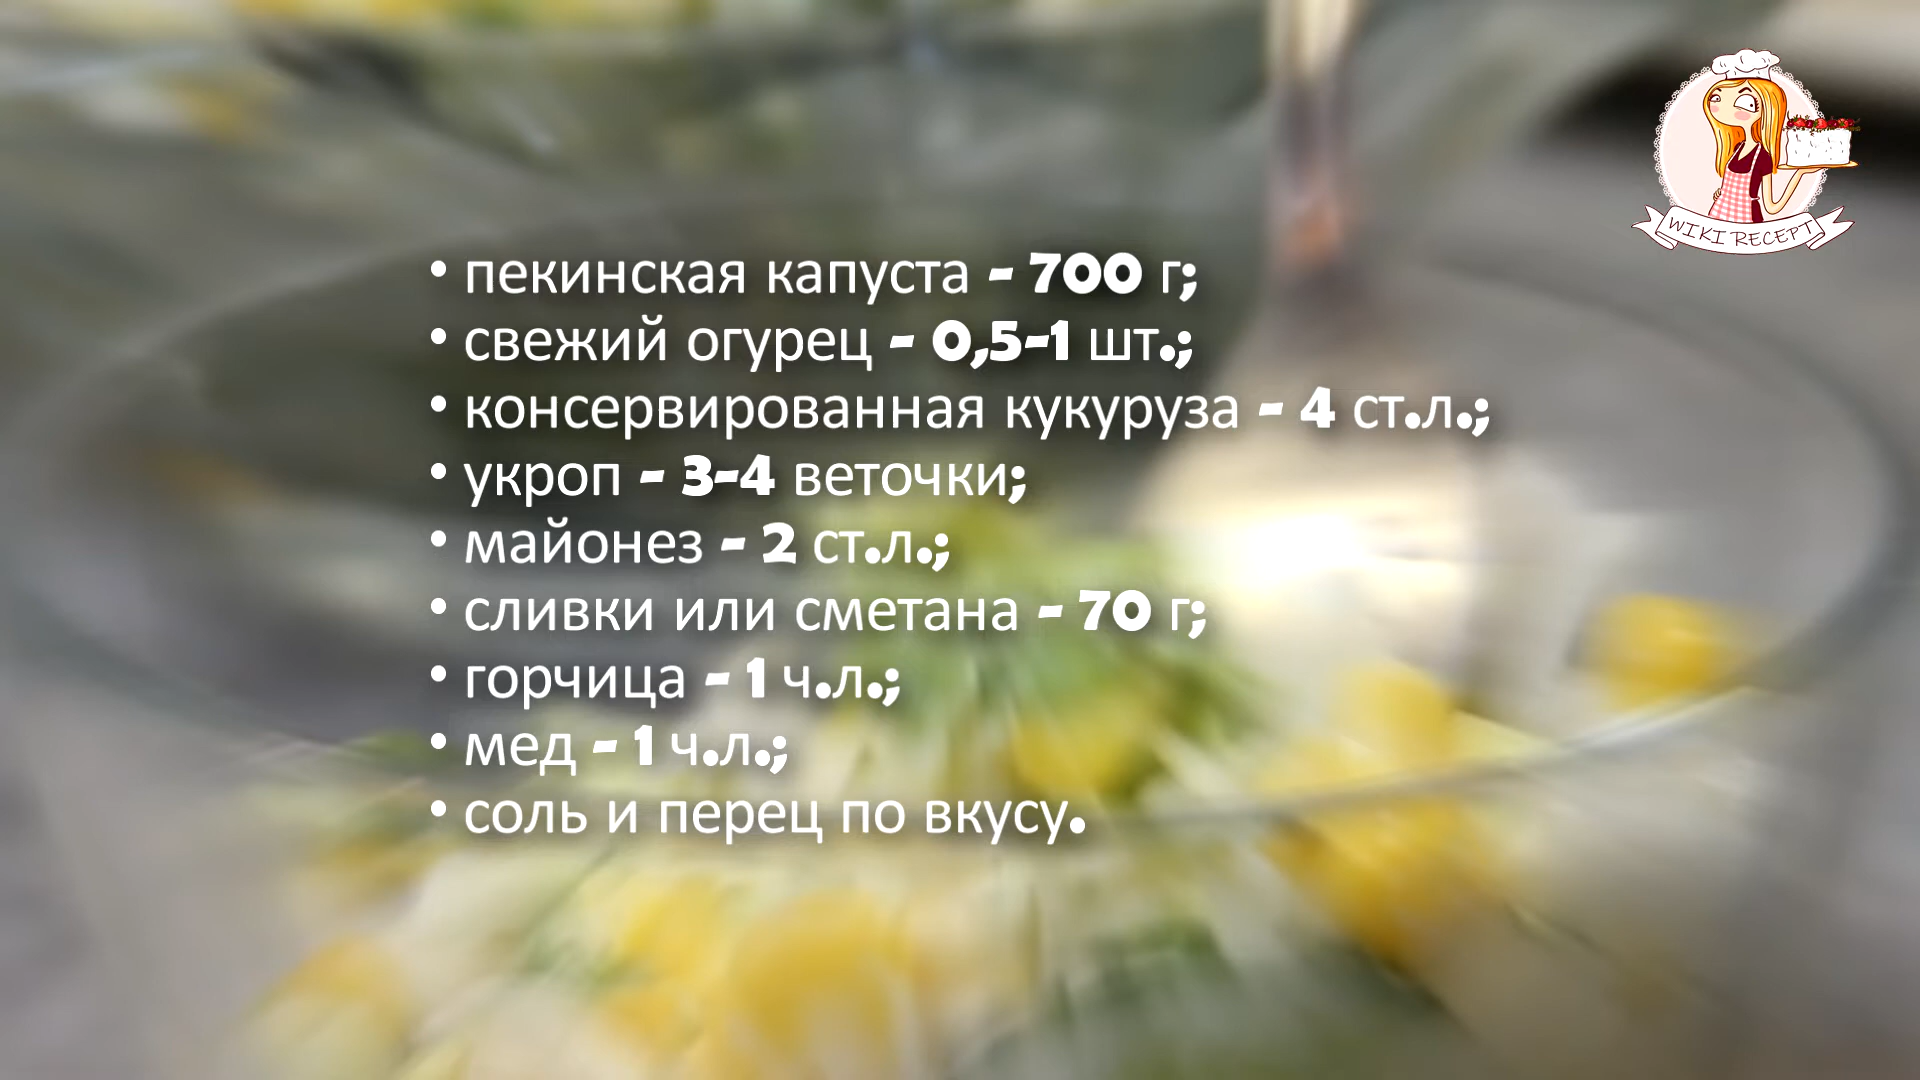 WIKI RECEPT
• пекинская капуста - 700 г;
• свежий огурец - 0,5-1 шт.;
• консервированная кукуруза - 4 ст.л.;
• укроп - 3-4 веточки;
• майонез - 2 ст.л.;
• сливки или сметана - 70 г;
• горчица - 1 ч.л.;
• мед - 1 ч.л.;
• соль и перец по вкусу.